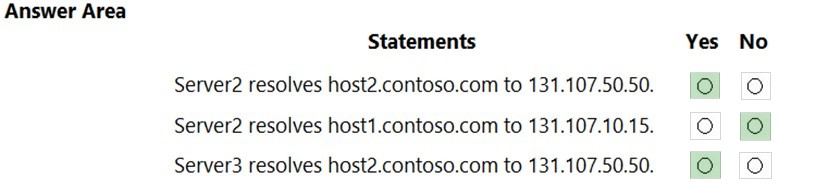 Answer Area
Statements Yes No
Server2 resolves host2.contoso.com to 131.107.50.50.
Server2 resolves host1.contoso.com to 131.107.10.15.
Server3 resolves host2.contoso.com to 131.107.50.50.